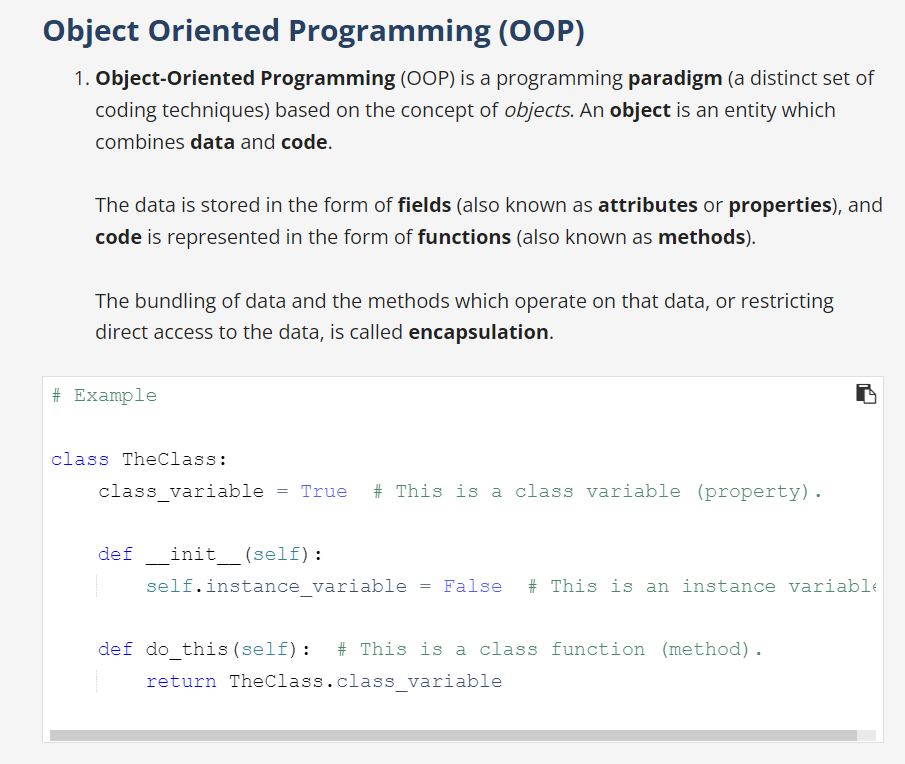 Object Oriented Programming (OOP)
1. Object-Oriented Programming (OOP) is a programming paradigm (a distinct set of
coding techniques) based on the concept of objects. An object is an entity which
combines data and code.
The data is stored in the form of fields (also known as attributes or properties), and
code is represented in the form of functions (also known as methods).
The bundling of data and the methods which operate on that data, or restricting
direct access to the data, is called encapsulation.
# Example
class TheClass:
    class_variable = True  # This is a class variable (property).
    def __init__(self):
        self.instance_variable = False  # This is an instance variable
    def do_this(self):  # This is a class function (method).
        return TheClass.class_variable